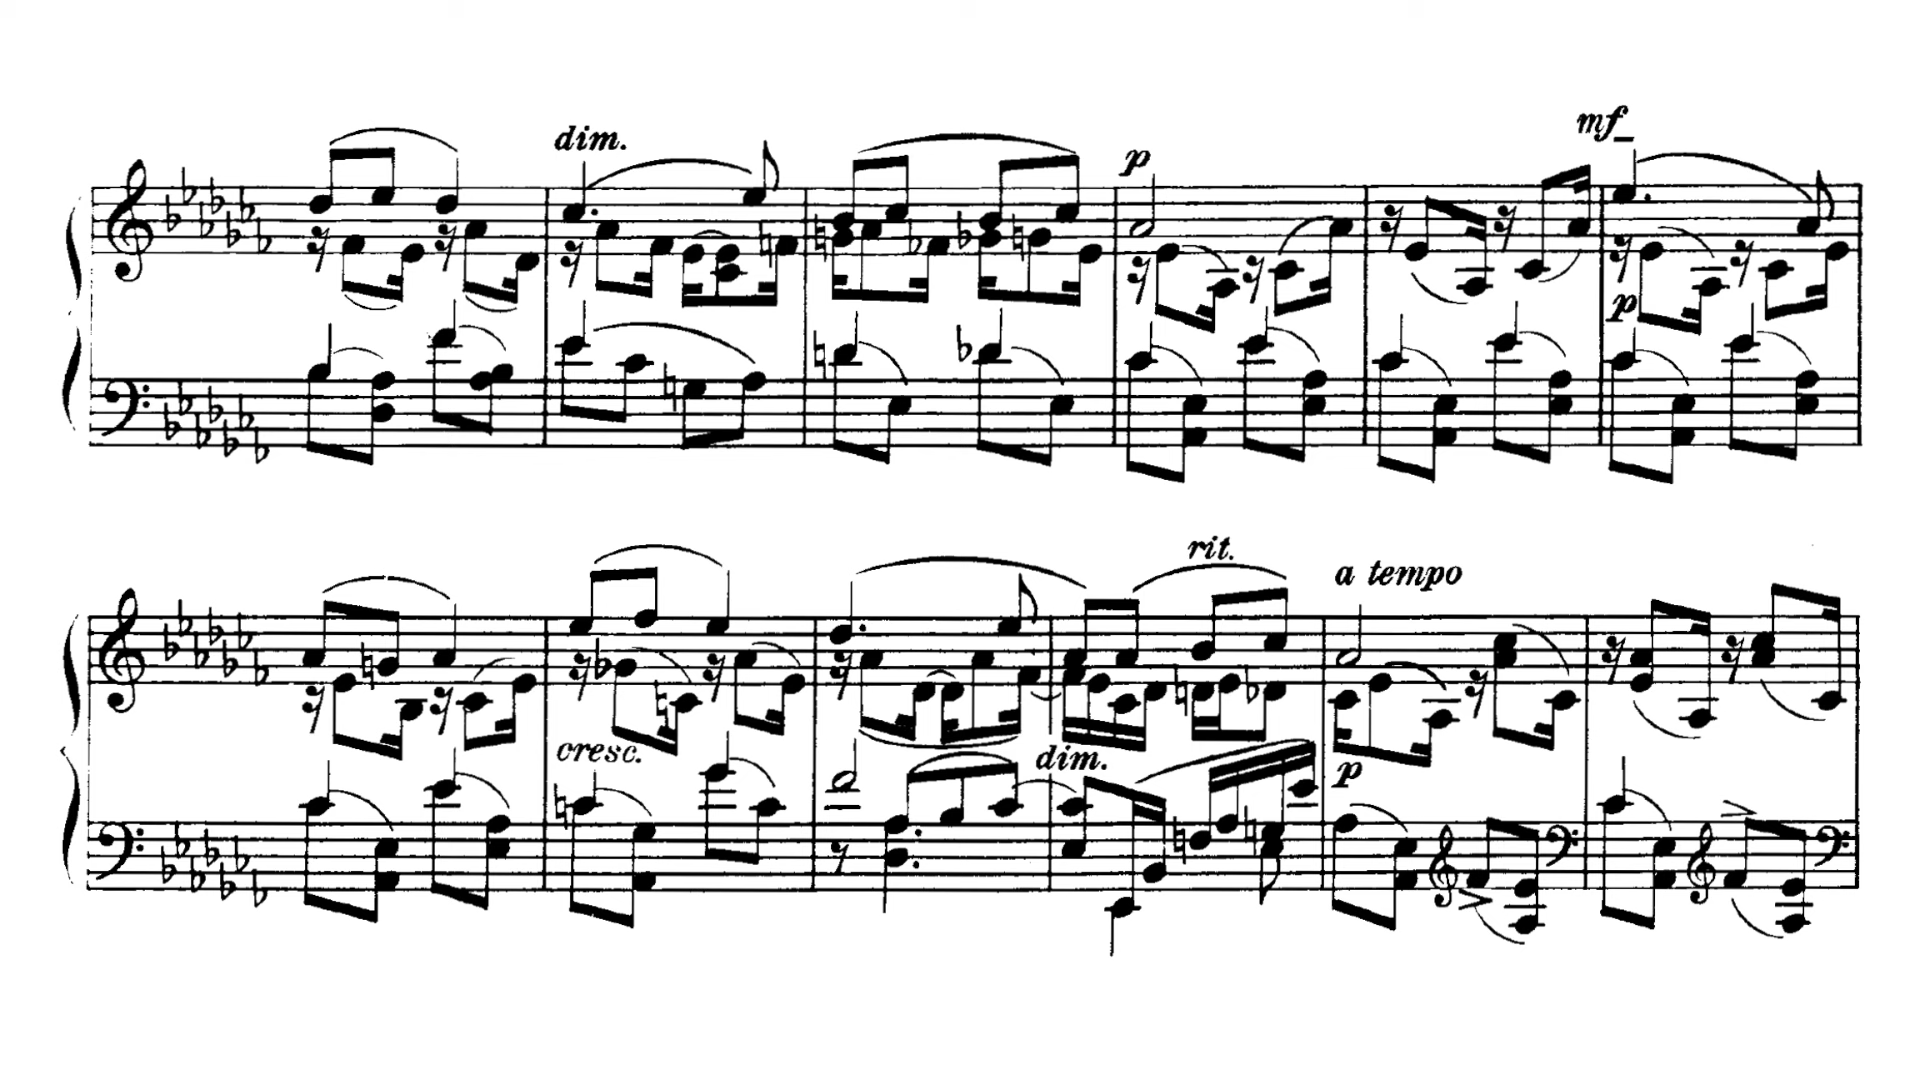 dim.
p
mf
p
rit.
a tempo
cresc.
dim.
p